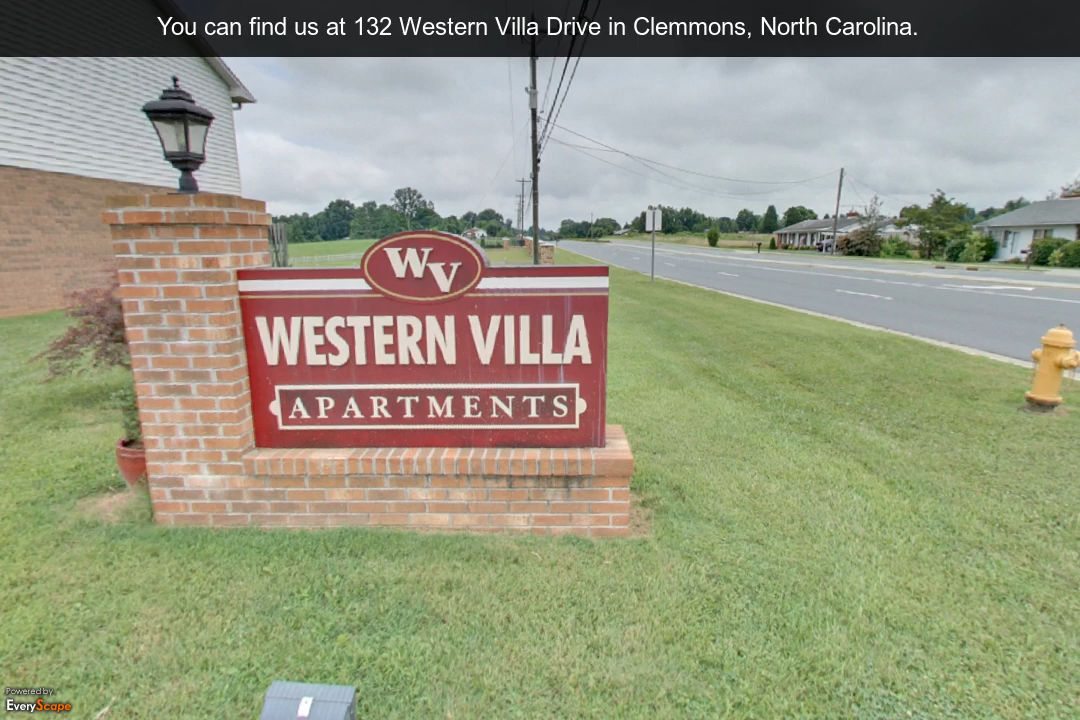 You can find us at 132 Western Villa Drive in Clemmons, North Carolina.
WV
WESTERN VILLA
APARTMENTS
Powered by
EveryScape